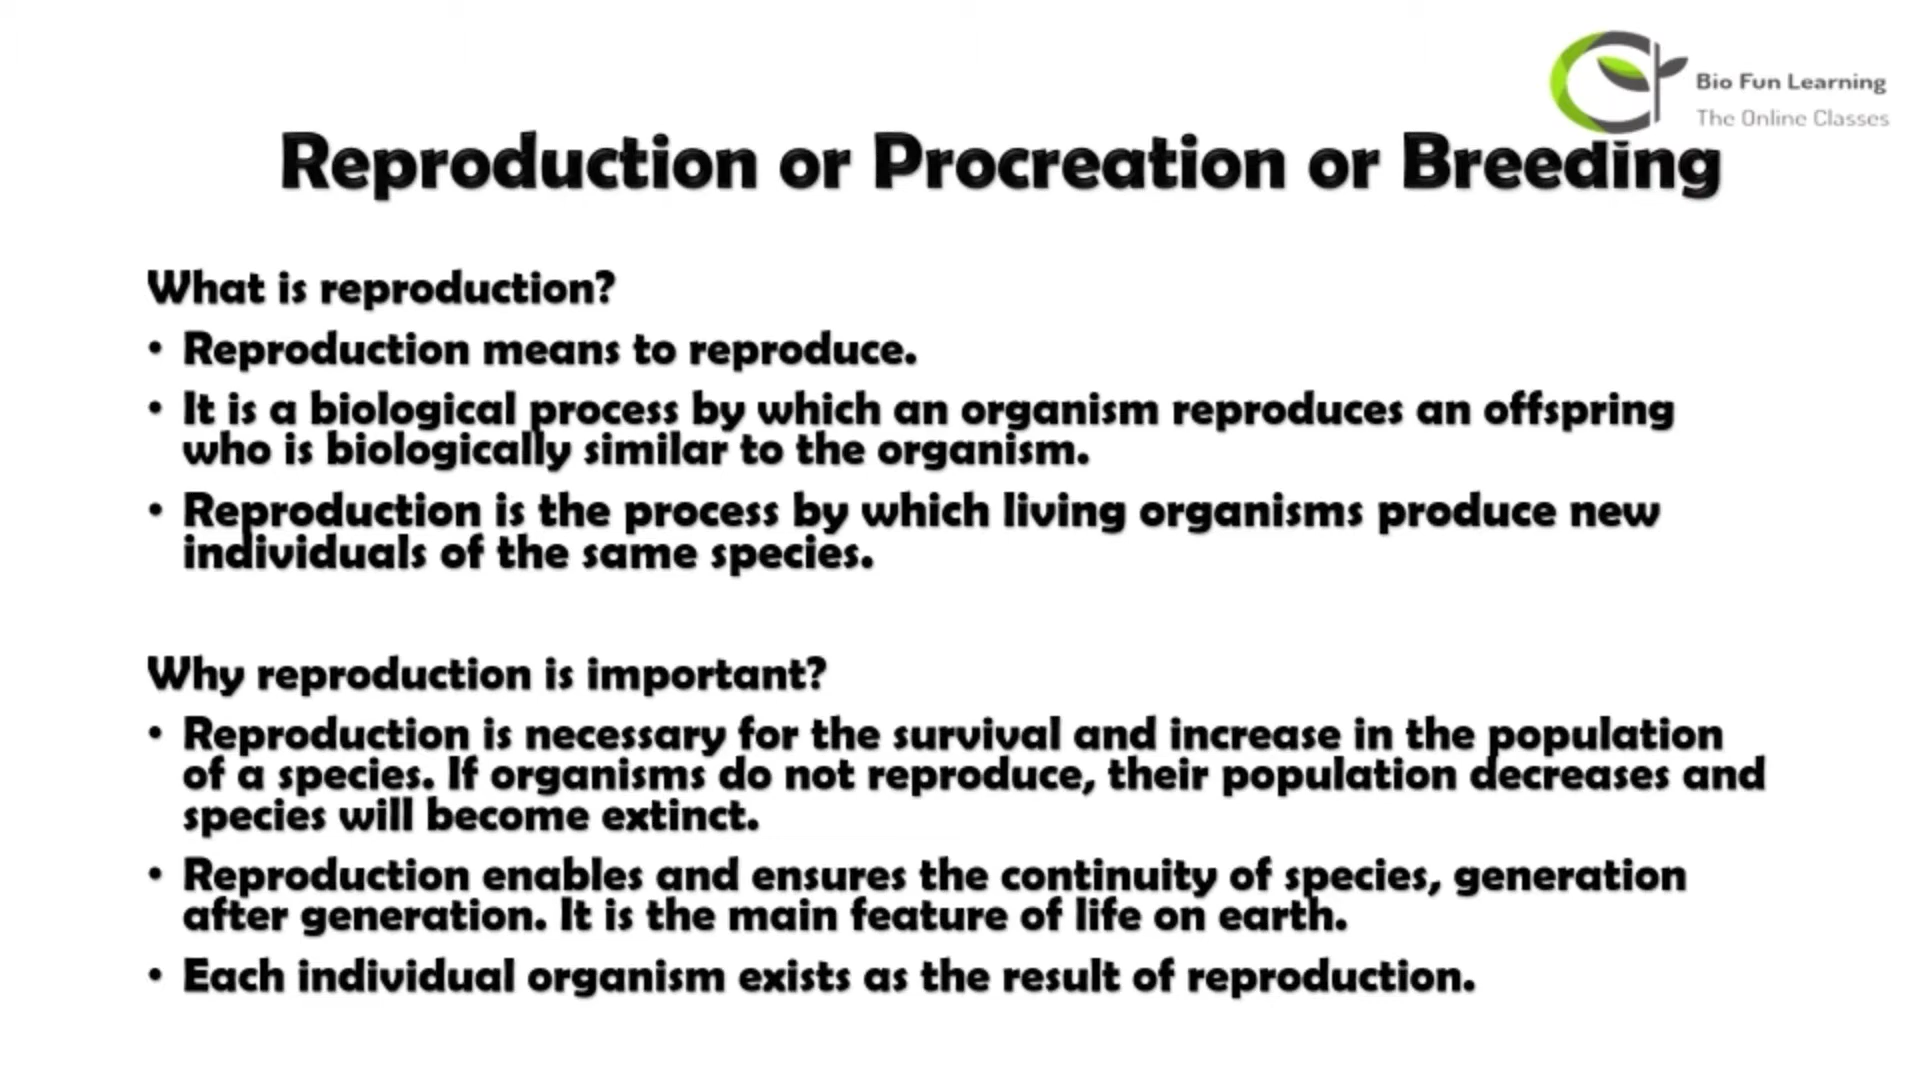 Bio Fun Learning
The Online Classes
Reproduction or Procreation or Breeding
What is reproduction?
• Reproduction means to reproduce.
• It is a biological process by which an organism reproduces an offspring
who is biologically similar to the organism.
• Reproduction is the process by which living organisms produce new
individuals of the same species.
Why reproduction is important?
• Reproduction is necessary for the survival and increase in the population
of a species. If organisms do not reproduce, their population decreases and
species will become extinct.
• Reproduction enables and ensures the continuity of species, generation
after generation. It is the main feature of life on earth.
• Each individual organism exists as the result of reproduction.